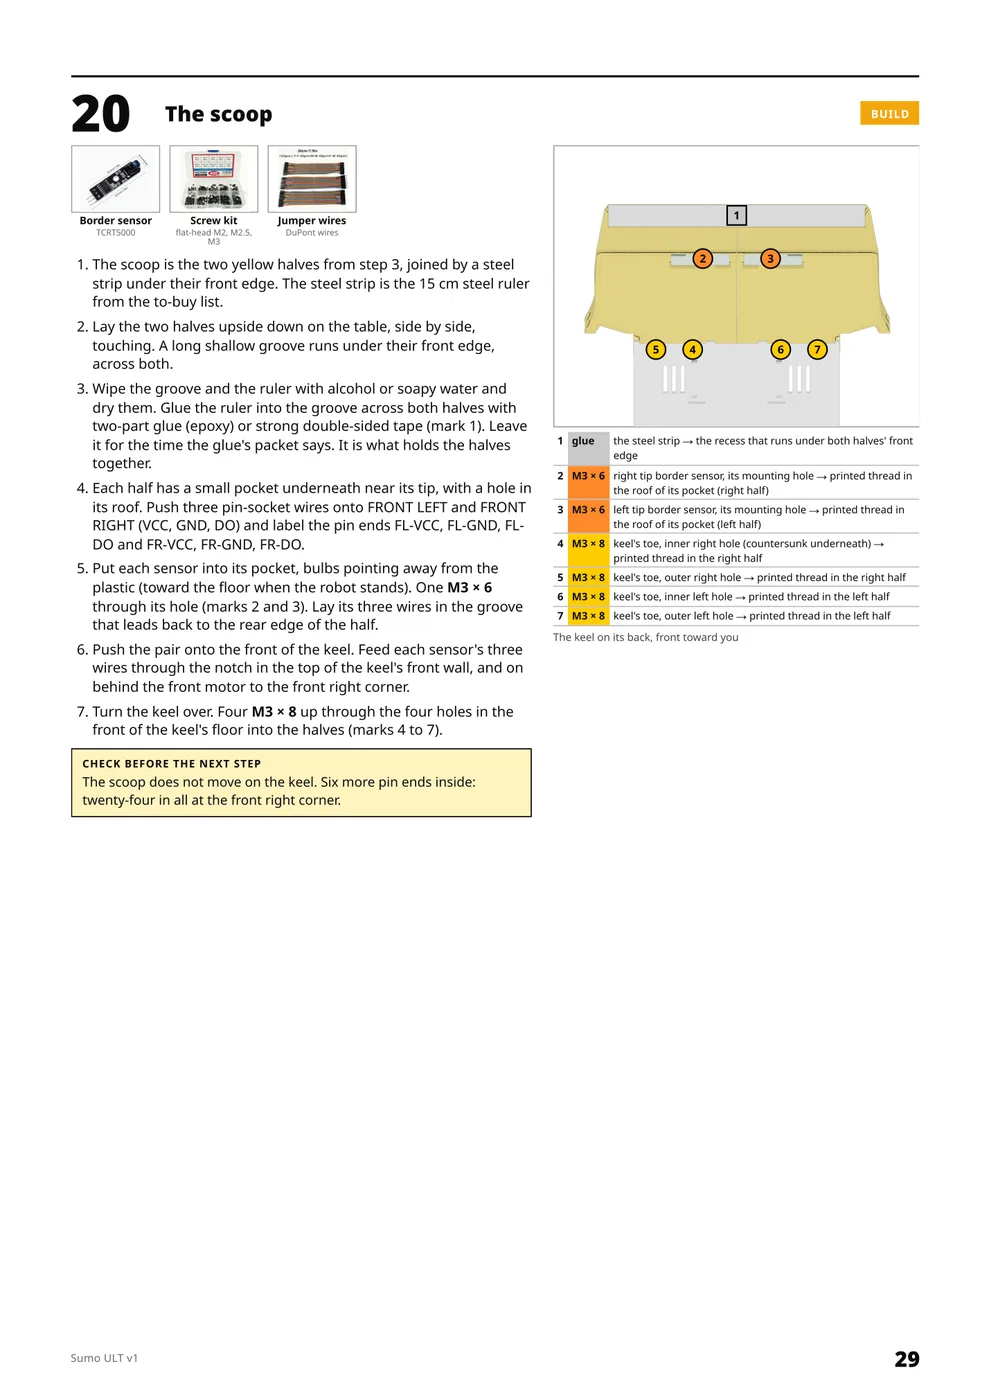 20 The scoop
BUILD
Border sensor
TCRT5000
Screw kit
flat-head M2, M2.5,
M3
Jumper wires
DuPont wires
1. The scoop is the two yellow halves from step 3, joined by a steel
strip under their front edge. The steel strip is the 15 cm steel ruler
from the to-buy list.
2. Lay the two halves upside down on the table, side by side,
touching. A long shallow groove runs under their front edge,
across both.
3. Wipe the groove and the ruler with alcohol or soapy water and
dry them. Glue the ruler into the groove across both halves with
two-part glue (epoxy) or strong double-sided tape (mark 1). Leave
it for the time the glue's packet says. It is what holds the halves
together.
4. Each half has a small pocket underneath near its tip, with a hole in
its roof. Push three pin-socket wires onto FRONT LEFT and FRONT
RIGHT (VCC, GND, DO) and label the pin ends FL-VCC, FL-GND, FL-
DO and FR-VCC, FR-GND, FR-DO.
5. Put each sensor into its pocket, bulbs pointing away from the
plastic (toward the floor when the robot stands). One M3 × 6
through its hole (marks 2 and 3). Lay its three wires in the groove
that leads back to the rear edge of the half.
6. Push the pair onto the front of the keel. Feed each sensor's three
wires through the notch in the top of the keel's front wall, and on
behind the front motor to the front right corner.
7. Turn the keel over. Four M3 × 8 up through the four holes in the
front of the keel's floor into the halves (marks 4 to 7).
CHECK BEFORE THE NEXT STEP
The scoop does not move on the keel. Six more pin ends inside:
twenty-four in all at the front right corner.
1
2 3
5 4 6 7
1 glue the steel strip → the recess that runs under both halves' front
edge
2 M3 × 6 right tip border sensor, its mounting hole → printed thread in
the roof of its pocket (right half)
3 M3 × 6 left tip border sensor, its mounting hole → printed thread in
the roof of its pocket (left half)
4 M3 × 8 keel's toe, inner right hole (countersunk underneath) →
printed thread in the right half
5 M3 × 8 keel's toe, outer right hole → printed thread in the right half
6 M3 × 8 keel's toe, inner left hole → printed thread in the left half
7 M3 × 8 keel's toe, outer left hole → printed thread in the left half
The keel on its back, front toward you
Sumo ULT v1
29